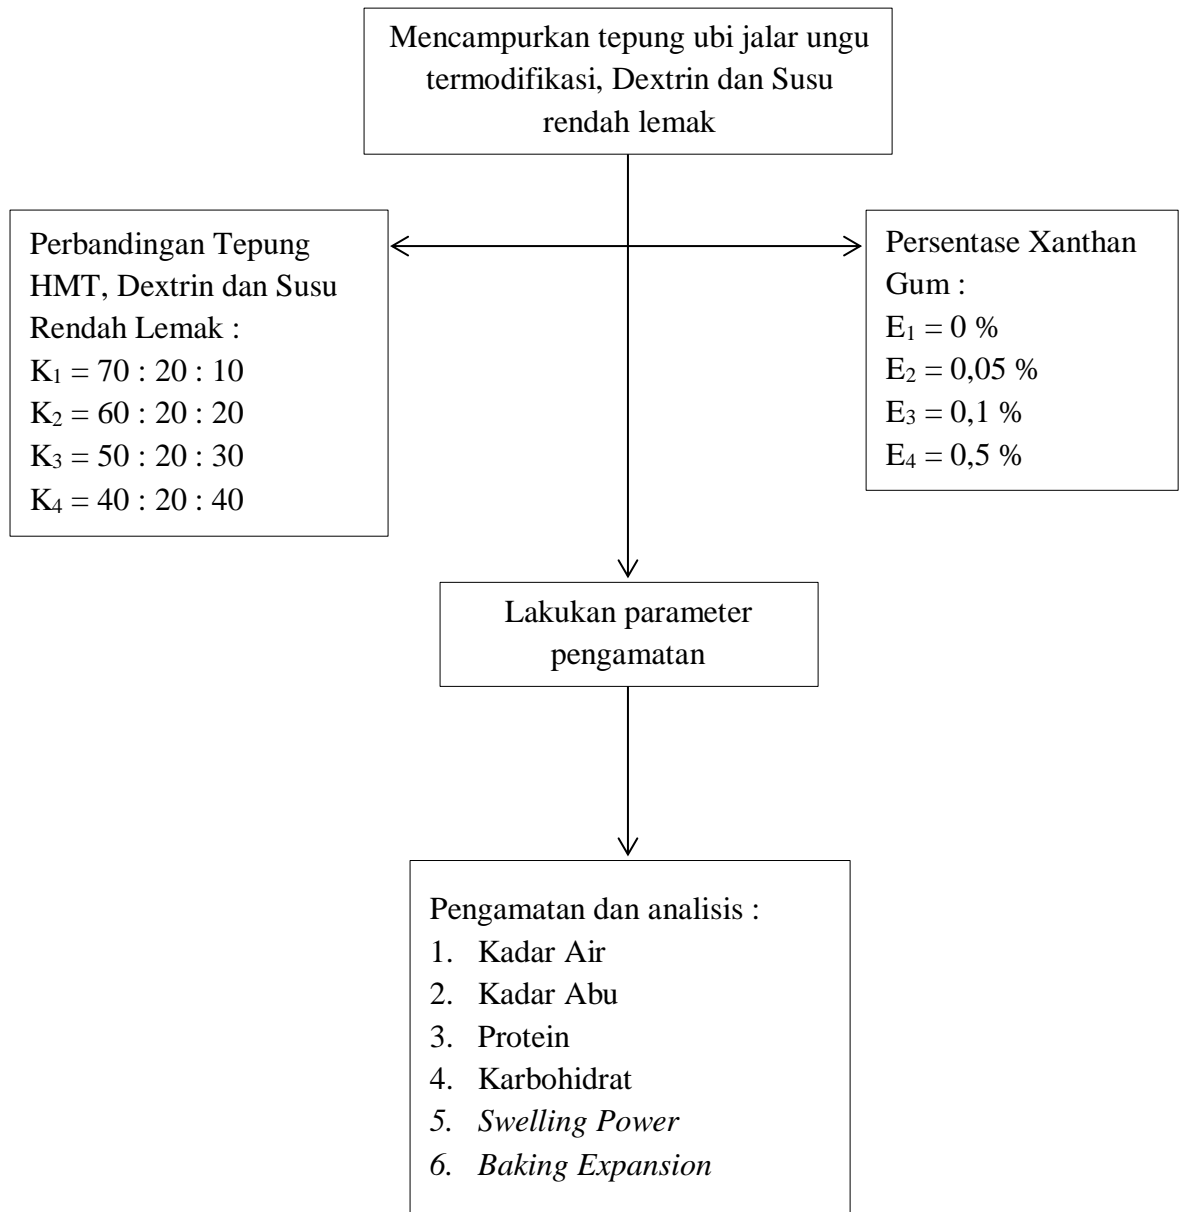 Mencampurkan tepung ubi jalar ungu
termodifikasi, Dextrin dan Susu
rendah lemak
Perbandingan Tepung
HMT, Dextrin dan Susu
Rendah Lemak :
K₁ = 70 : 20 : 10
K₂ = 60 : 20 : 20
K₃ = 50 : 20 : 30
K₄ = 40 : 20 : 40
Persentase Xanthan
Gum :
E₁ = 0 %
E₂ = 0,05 %
E₃ = 0,1 %
E₄ = 0,5 %
Lakukan parameter
pengamatan
Pengamatan dan analisis :
1. Kadar Air
2. Kadar Abu
3. Protein
4. Karbohidrat
5. Swelling Power
6. Baking Expansion